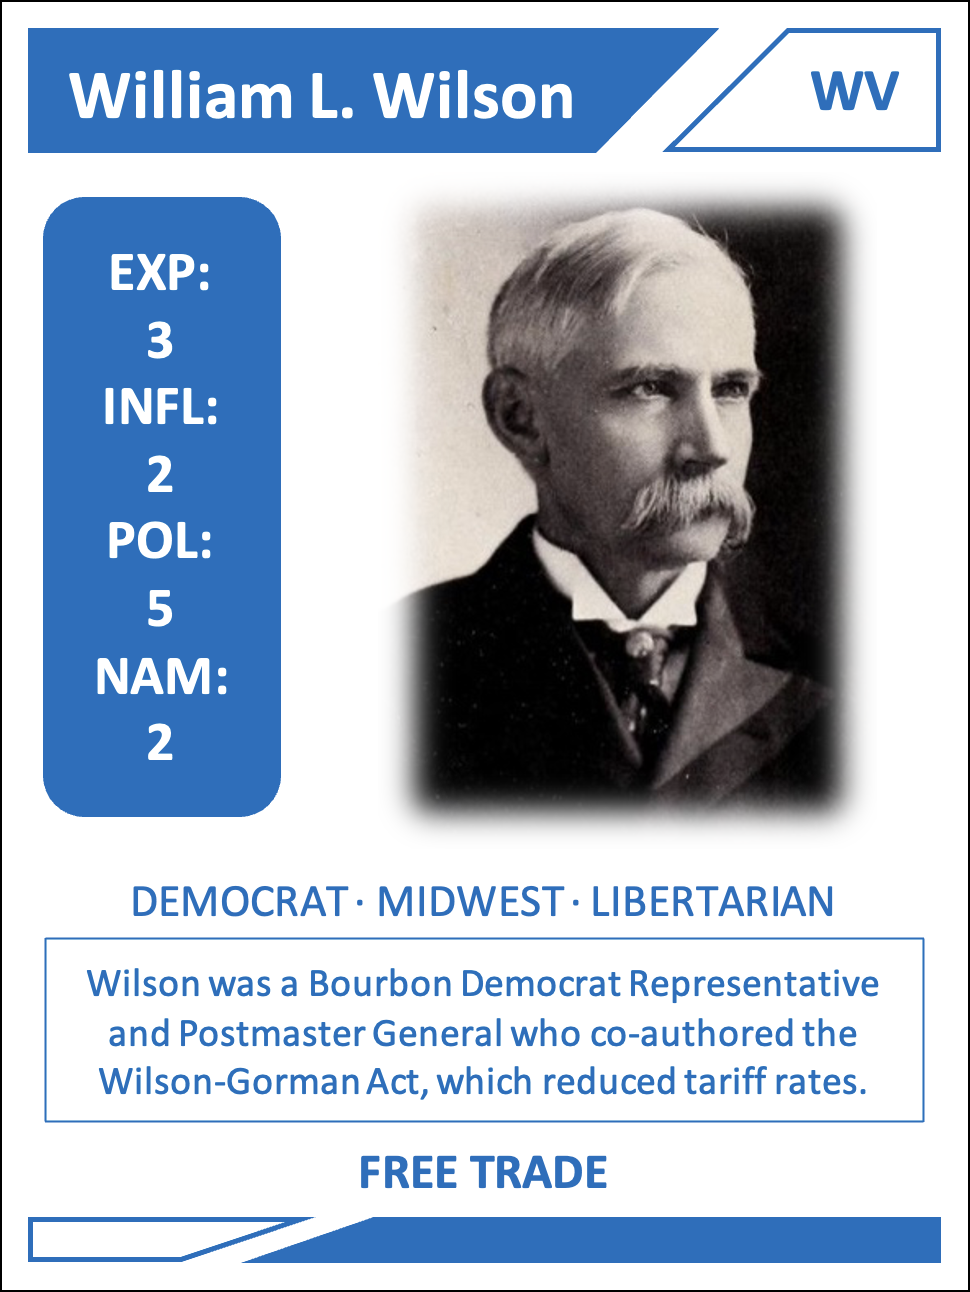 William L. Wilson
WV
EXP:
3
INFL:
2
POL:
5
NAM:
2
DEMOCRAT · MIDWEST · LIBERTARIAN
Wilson was a Bourbon Democrat Representative
and Postmaster General who co-authored the
Wilson-Gorman Act, which reduced tariff rates.
FREE TRADE